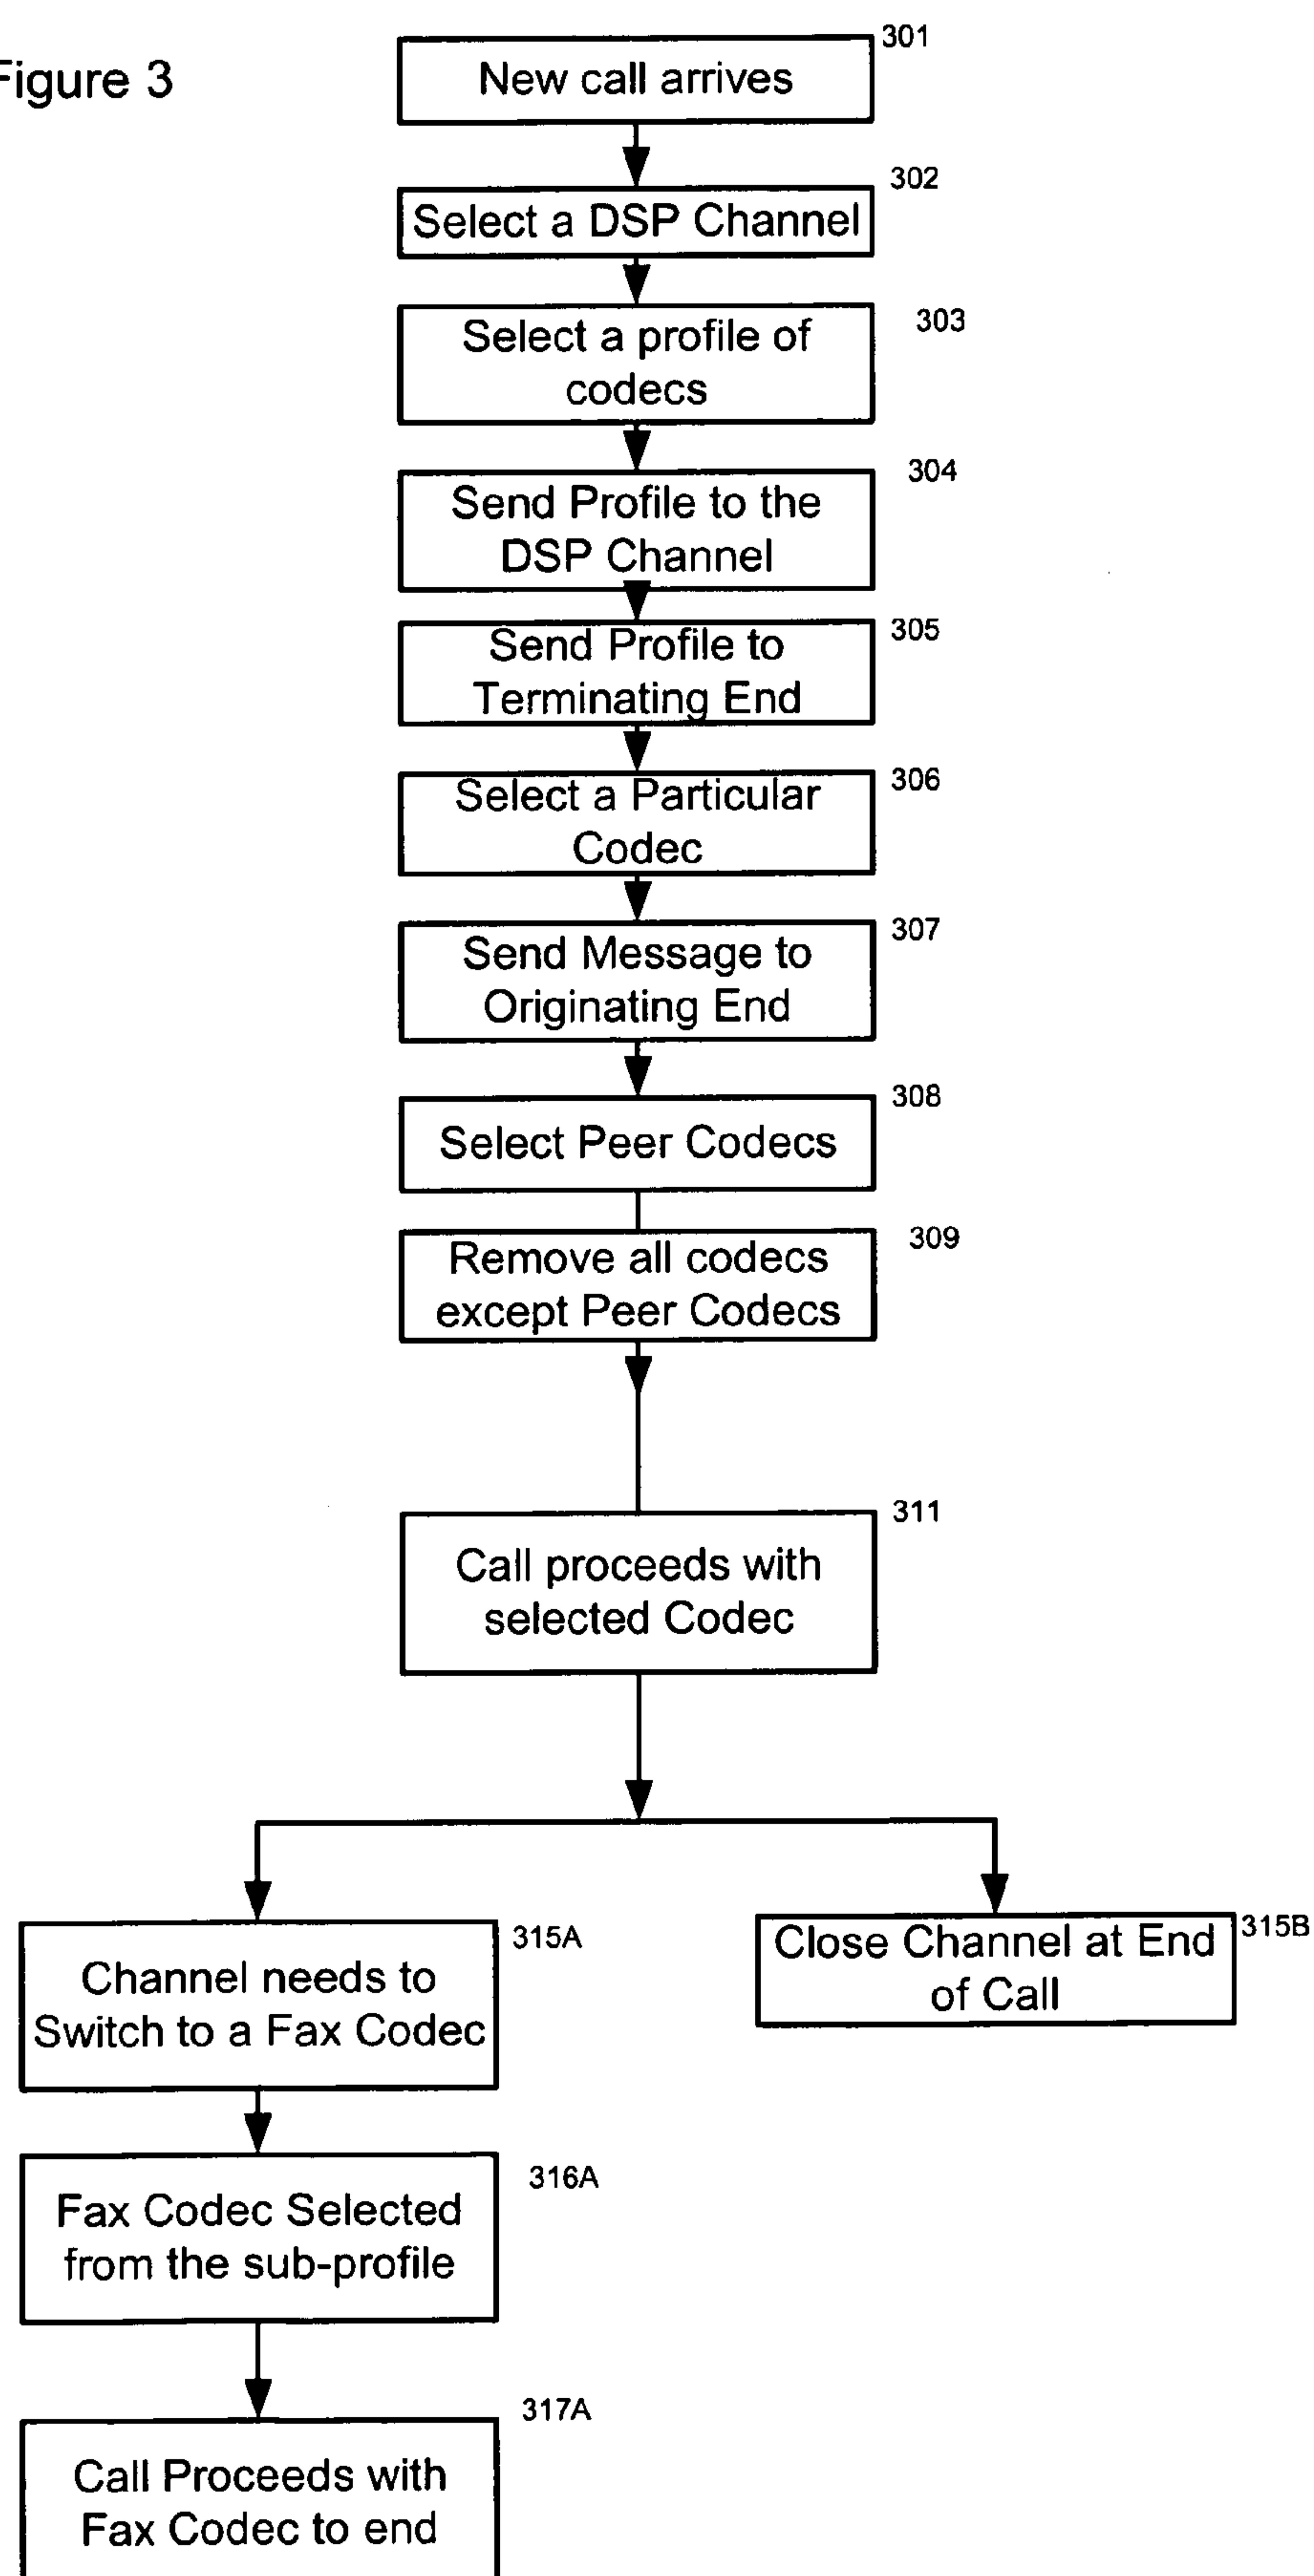 Figure 3
301
New call arrives
302
Select a DSP Channel
303
Select a profile of
codecs
304
Send Profile to the
DSP Channel
305
Send Profile to
Terminating End
306
Select a Particular
Codec
307
Send Message to
Originating End
308
Select Peer Codecs
309
Remove all codecs
except Peer Codecs
311
Call proceeds with
selected Codec
315A
Channel needs to
Switch to a Fax Codec
315B
Close Channel at End
of Call
316A
Fax Codec Selected
from the sub-profile
317A
Call Proceeds with
Fax Codec to end